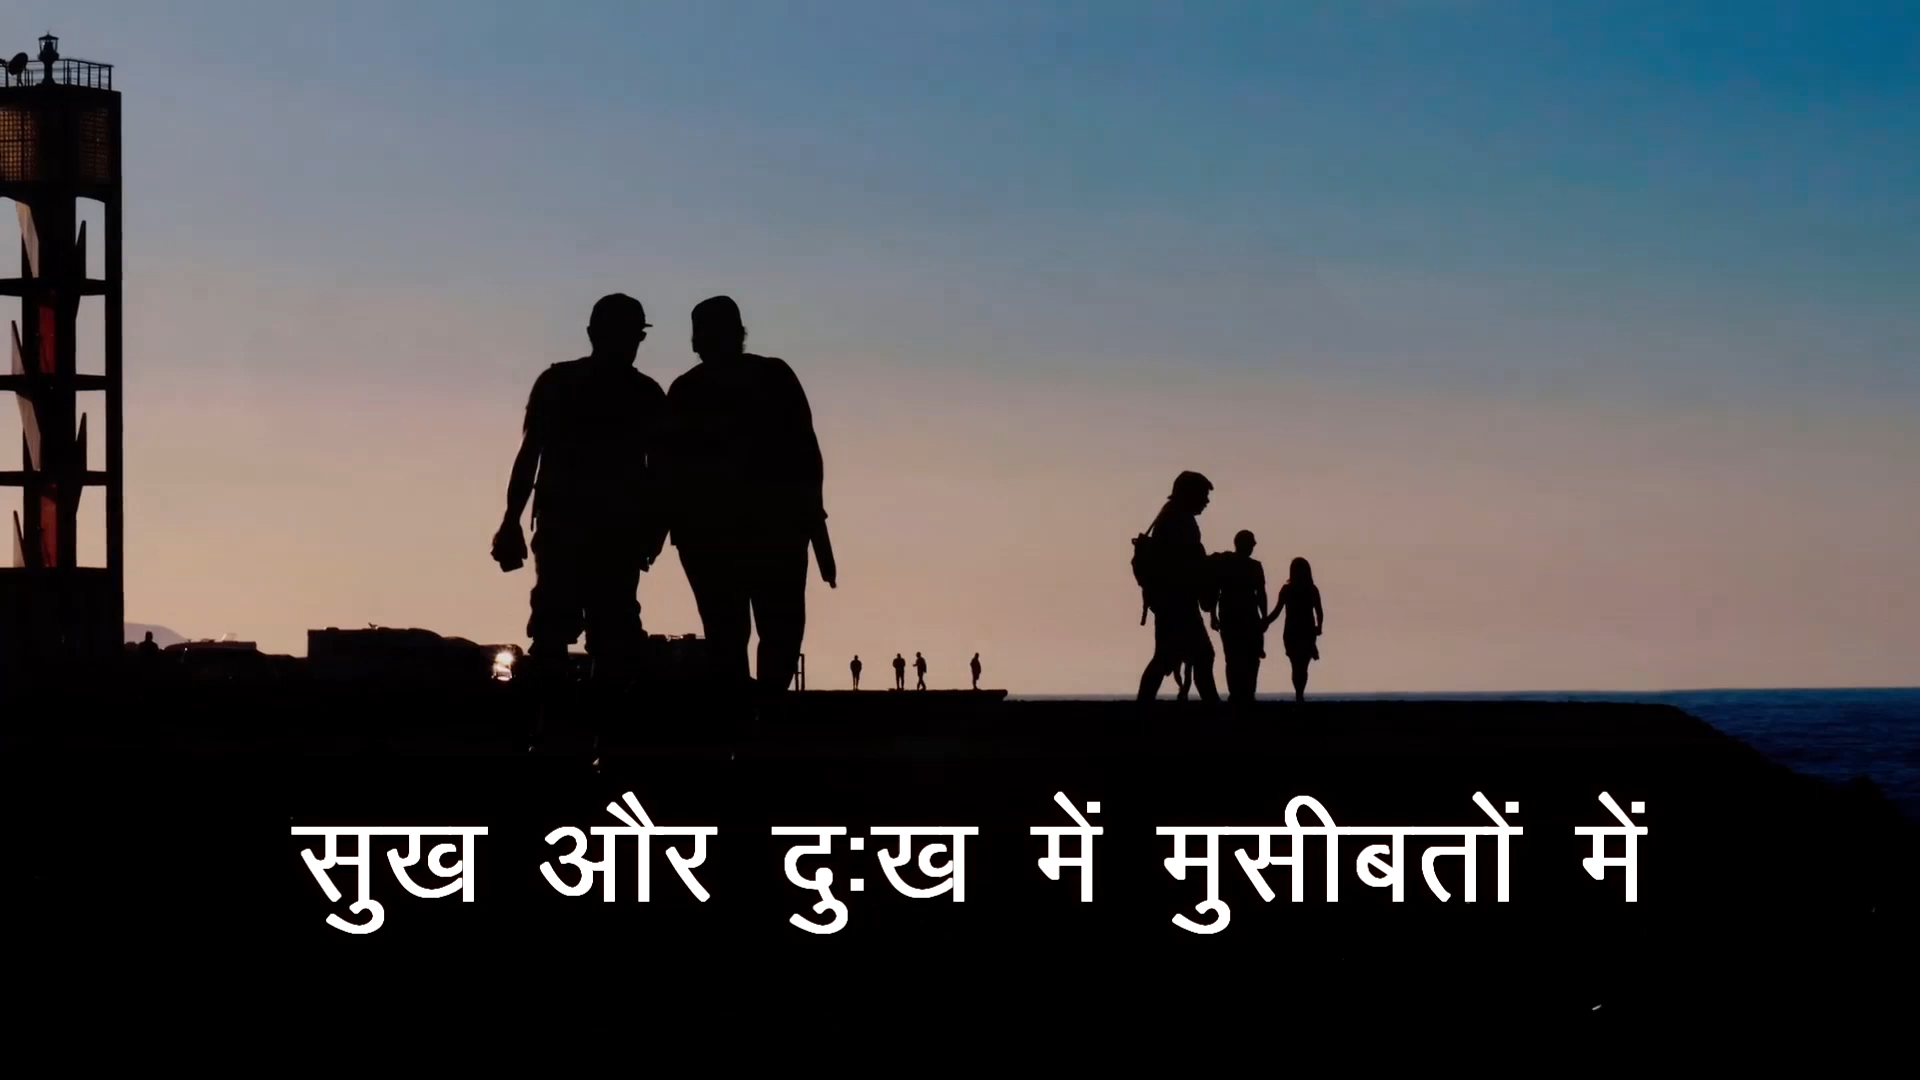 सुख और दुःख में मुसीबतों में